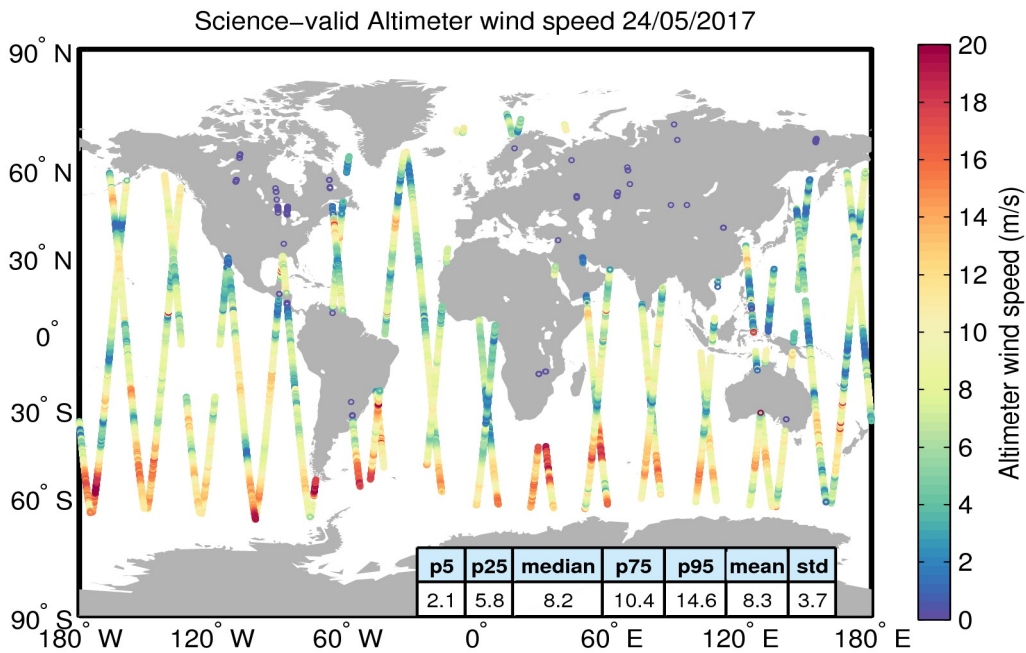 Science−valid Altimeter wind speed 24/05/2017
90° N
60° N
30° N
0°
30° S
60° S
90° S
180° W
120° W
60° W
0°
60° E
120° E
180° E
p5 p25 median p75 p95 mean std
2.1 5.8 8.2 10.4 14.6 8.3 3.7
20
18
16
14
12
10
8
6
4
2
0
Altimeter wind speed (m/s)